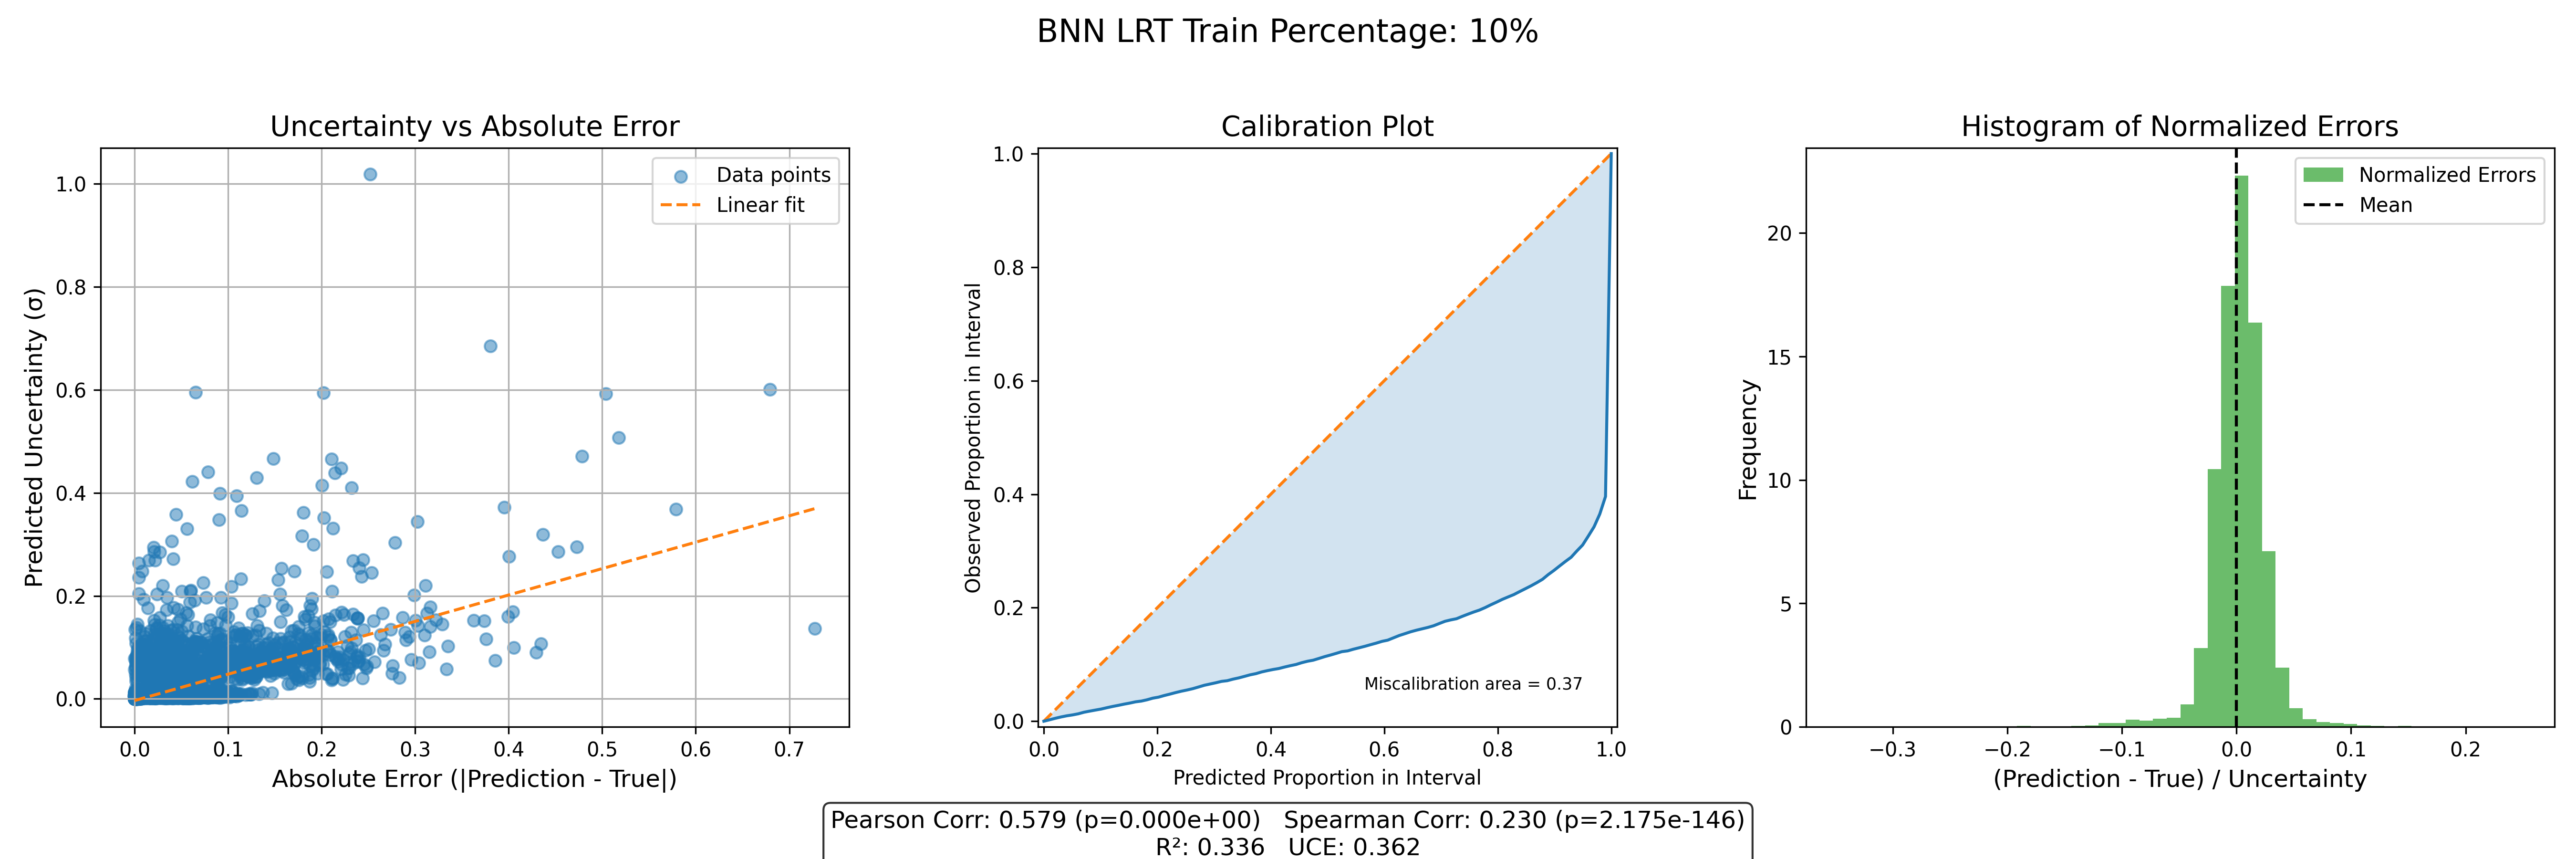 BNN LRT Train Percentage: 10%
Uncertainty vs Absolute Error
Predicted Uncertainty (σ)
1.0
0.8
0.6
0.4
0.2
0.0
Data points
Linear fit
0.0 0.1 0.2 0.3 0.4 0.5 0.6 0.7
Absolute Error (|Prediction - True|)
Calibration Plot
Observed Proportion in Interval
1.0
0.8
0.6
0.4
0.2
0.0
Miscalibration area = 0.37
0.0 0.2 0.4 0.6 0.8 1.0
Predicted Proportion in Interval
Histogram of Normalized Errors
Frequency
20
15
10
5
0
Normalized Errors
Mean
−0.3 −0.2 −0.1 0.0 0.1 0.2
(Prediction - True) / Uncertainty
Pearson Corr: 0.579 (p=0.000e+00) Spearman Corr: 0.230 (p=2.175e-146)
R²: 0.336 UCE: 0.362